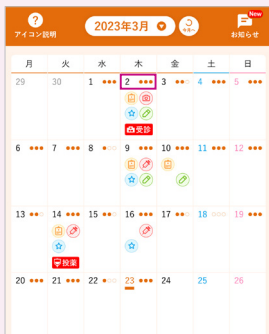 New
? 2023年3月
アイコン説明 今月へ お知らせ
月 火 水 木 金 土 日
29 30 1 2 3 4 5
受診
6 7 8 9 10 11 12
13 14 15 16 17 18 19
投薬
20 21 22 23 24 25 26